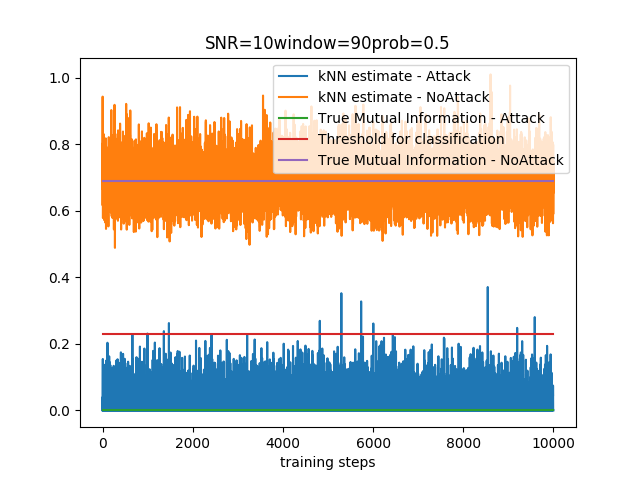 SNR=10window=90prob=0.5
kNN estimate - Attack
kNN estimate - NoAttack
True Mutual Information - Attack
Threshold for classification
True Mutual Information - NoAttack
1.0
0.8
0.6
0.4
0.2
0.0
0 2000 4000 6000 8000 10000
training steps